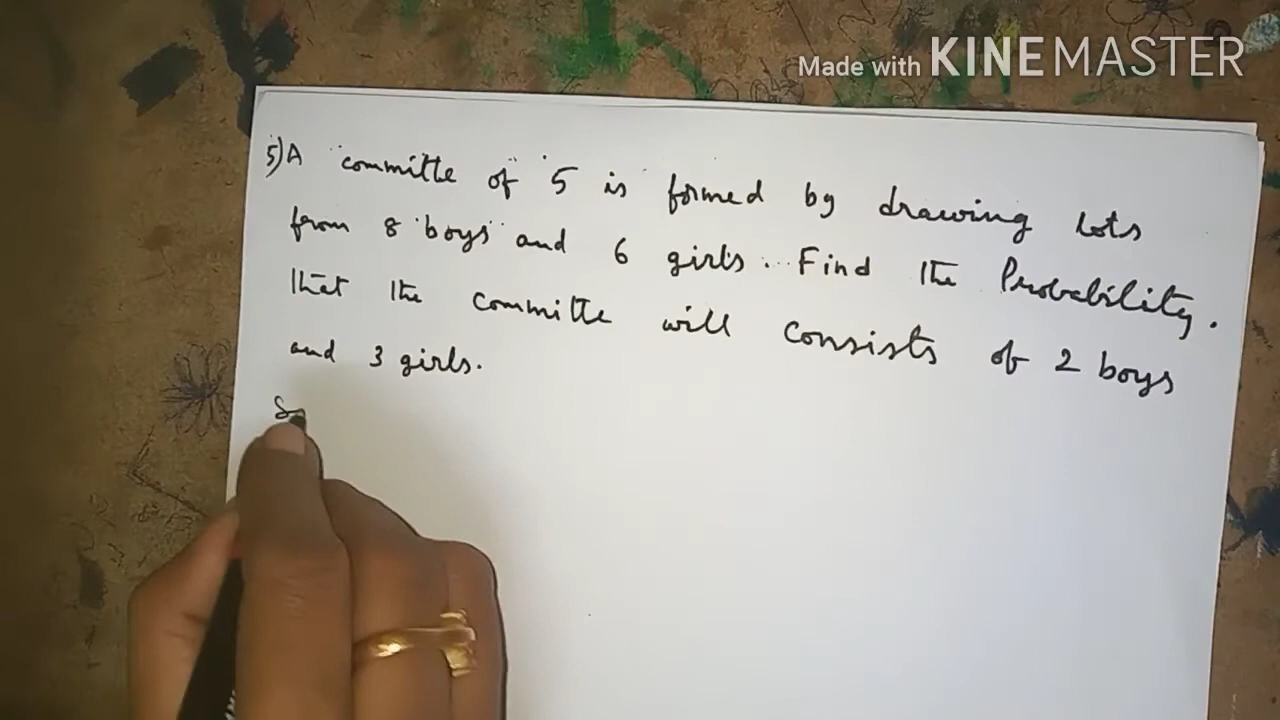 Made with KINEMASTER
5) A committe of 5 is formed by drawing lots
from 8 boys and 6 girls. Find the Probability.
that the committe will consists of 2 boys
and 3 girls.
So